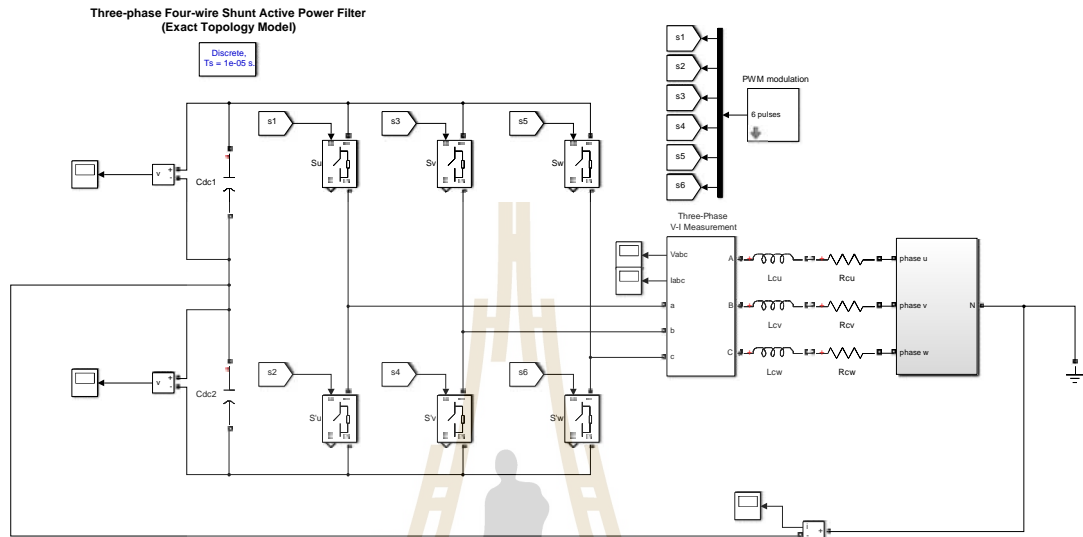 Three-phase Four-wire Shunt Active Power Filter
(Exact Topology Model)
Discrete,
Ts = 1e-05 s.
s1
s2
s3
s4
s5
s6
PWM modulation
6 pulses
s1
s3
s5
Su
Sv
Sw
v
+
-
Cdc1
Three-Phase
V-I Measurement
Vabc
Iabc
a
b
c
A
B
C
Lcu
Rcu
Lcv
Rcv
Lcw
Rcw
phase u
phase v
phase w
N
v
+
-
Cdc2
s2
s4
s6
S'u
S'v
S'w
i
+
-